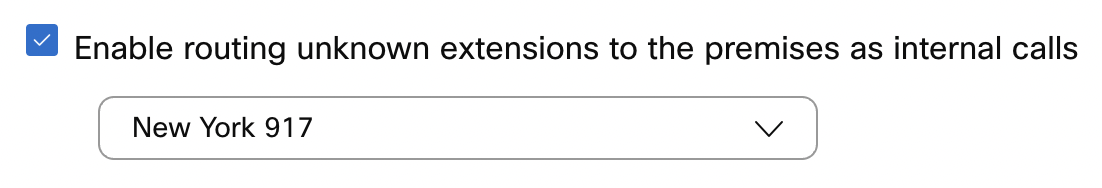 Enable routing unknown extensions to the premises as internal calls
New York 917